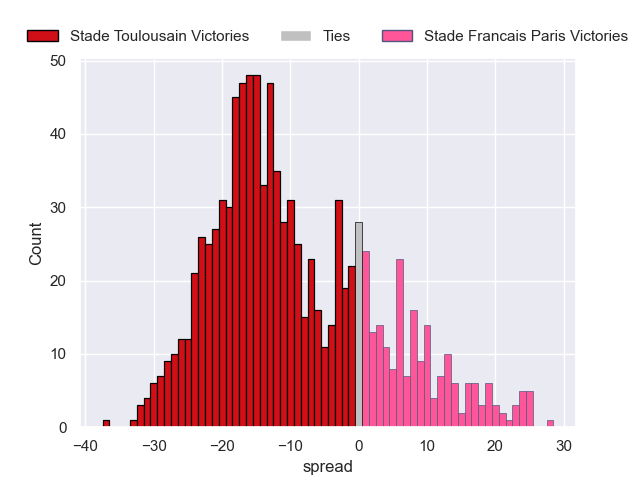 Stade Toulousain Victories Ties Stade Francais Paris Victories
50
40
30
20
10
0
Count
−40 −30 −20 −10 0 10 20 30
spread